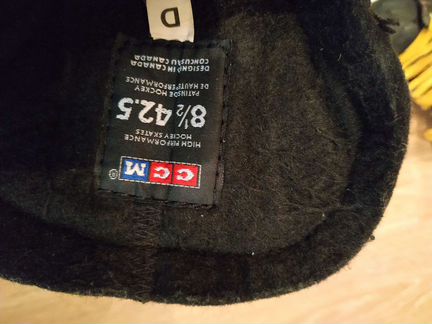 CCM®
HIGH PERFORMANCE
HOCKEY SKATES
8½/42.5
PATINS DE HOCKEY
DE HAUTE PERFORMANCE
DESIGNED IN CANADA
CONCUS AU CANADA
D